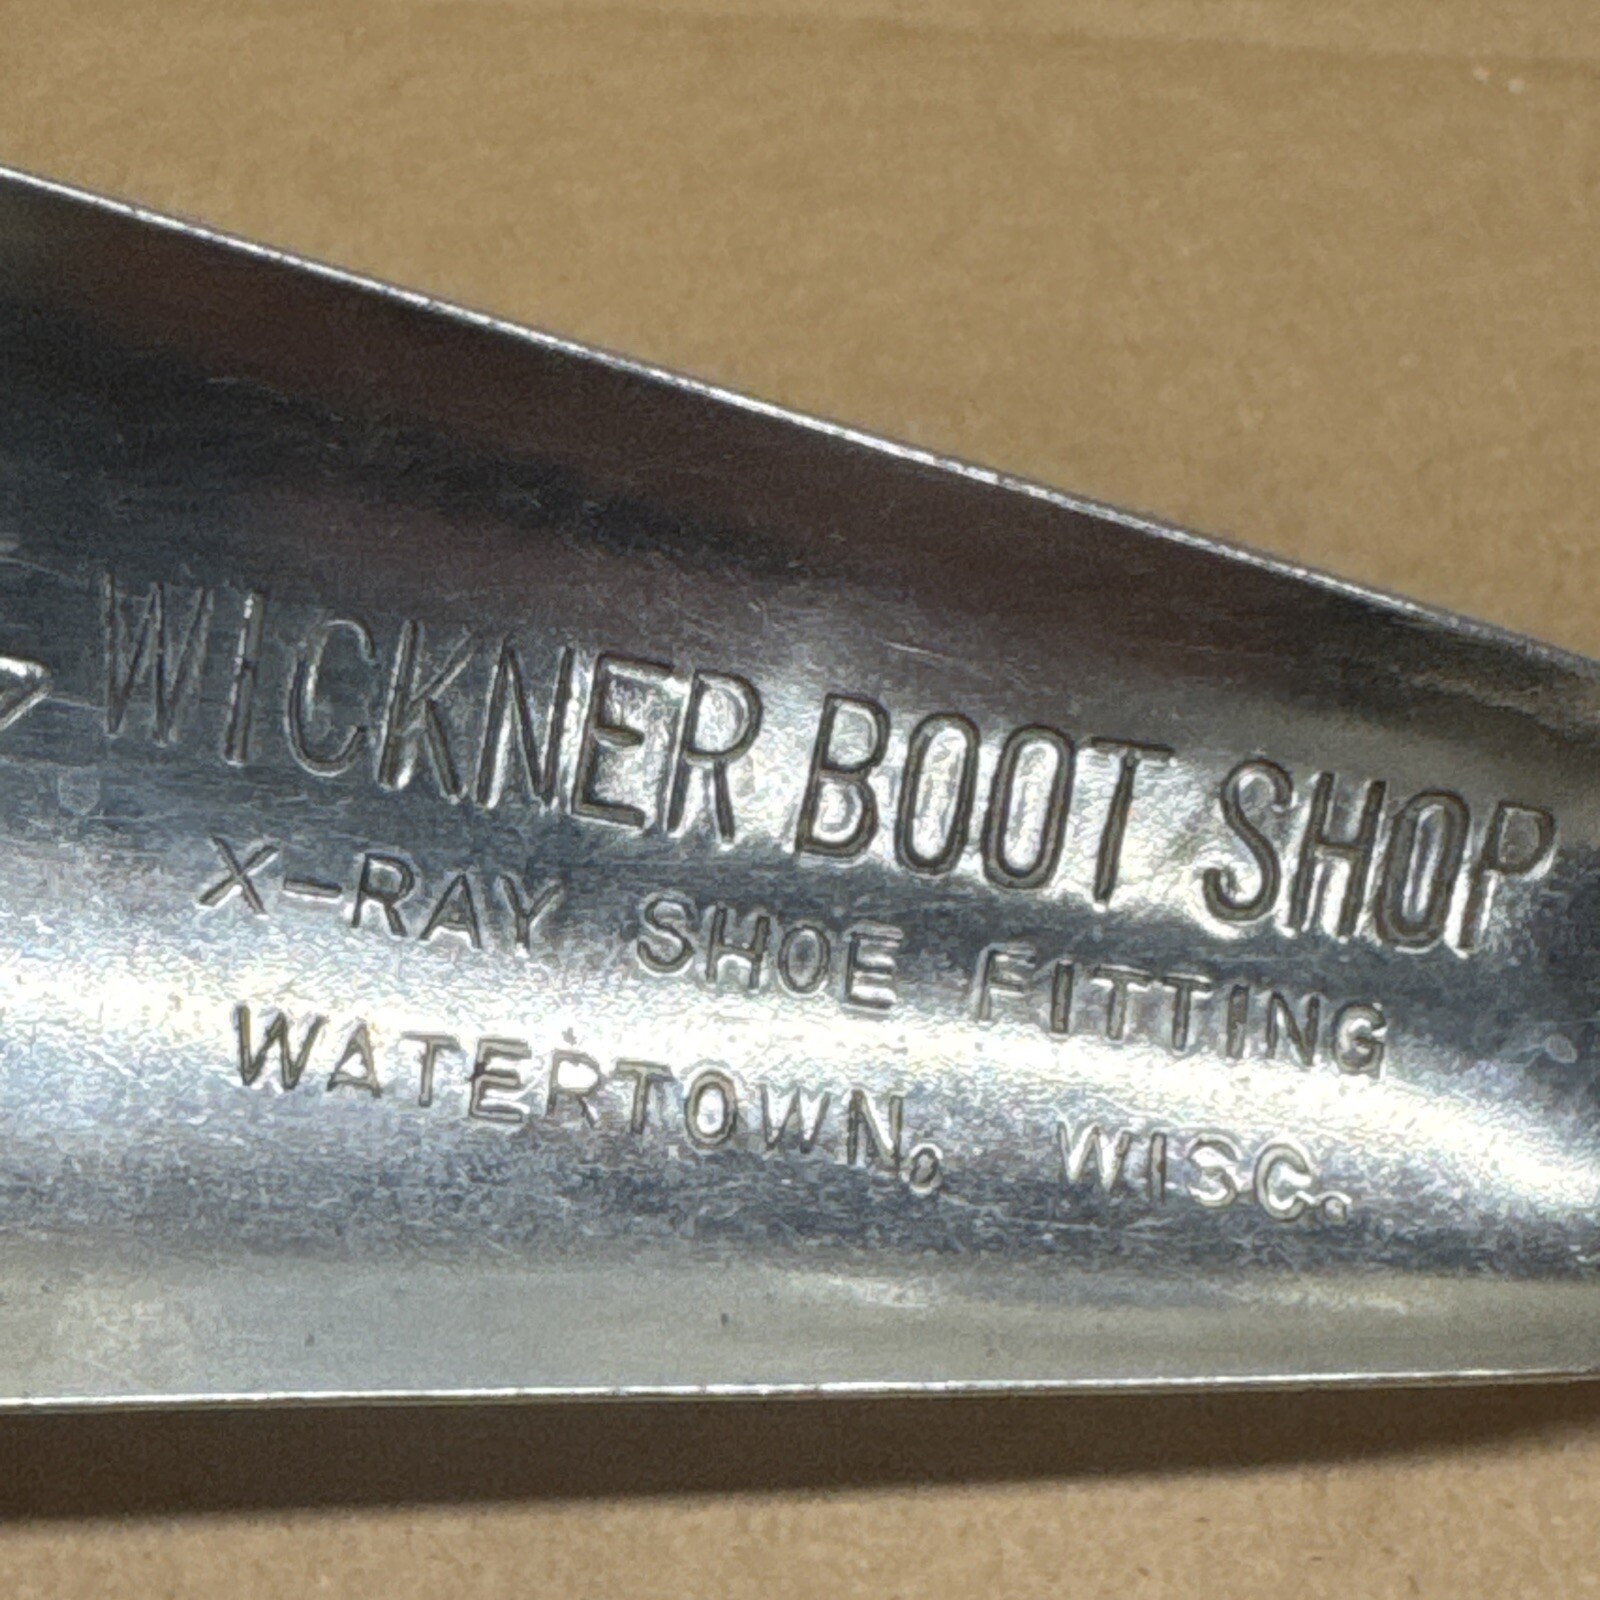 WICKNER BOOT SHOP
X-RAY SHOE FITTING
WATERTOWN. WISC.